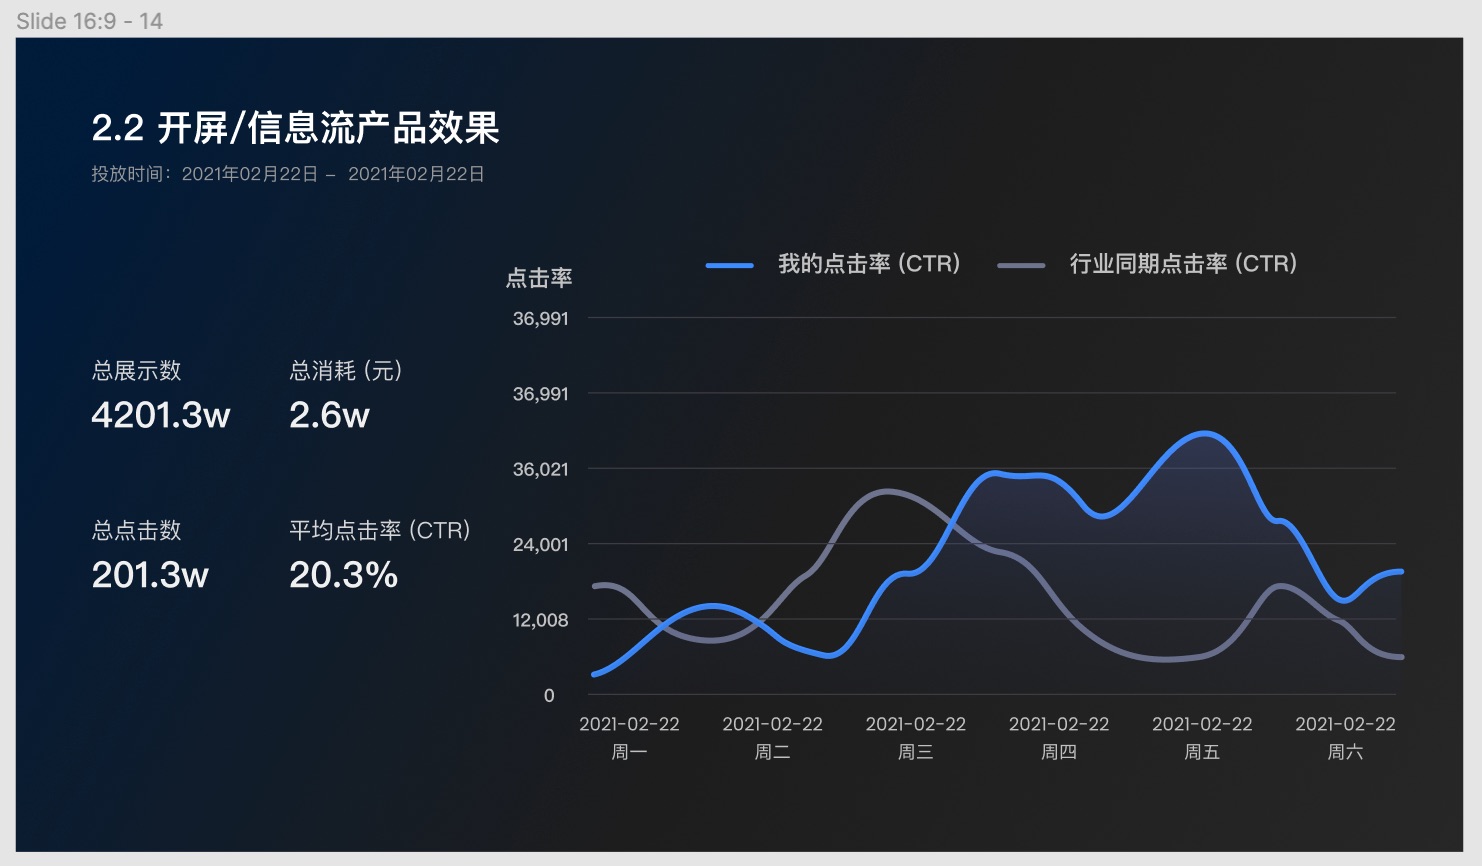 Slide 16:9 - 14
2.2 开屏/信息流产品效果
投放时间：2021年02月22日 – 2021年02月22日
总展示数
4201.3w
总消耗 (元)
2.6w
总点击数
201.3w
平均点击率 (CTR)
20.3%
点击率
我的点击率 (CTR)
行业同期点击率 (CTR)
36,991
36,991
36,021
24,001
12,008
0
2021-02-22
周一
2021-02-22
周二
2021-02-22
周三
2021-02-22
周四
2021-02-22
周五
2021-02-22
周六